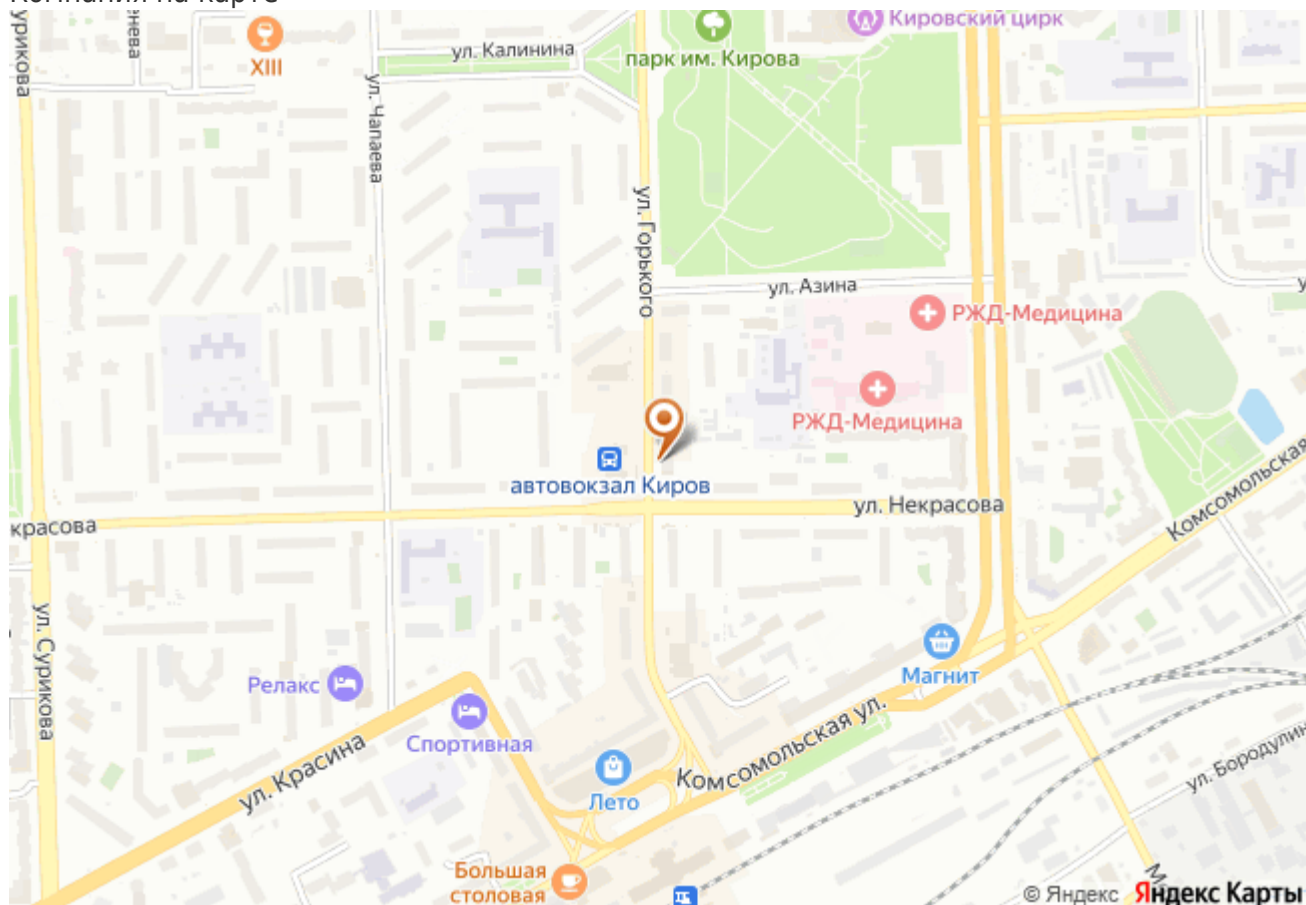 Компания на карте
Кировский цирк
парк им. Кирова
ул. Калинина
XIII
урикова
нева
ул. Чапаева
ул. Горького
ул. Азина
РЖД-Медицина
РЖД-Медицина
автовокзал Киров
ул. Некрасова
красова
Комсомольская
ул. Сурикова
Релакс
Спортивная
Магнит
ул. Красина
Лето
Комсомольская ул.
ул. Бородулин
Большая
столовая
М
© Яндекс Яндекс Карты